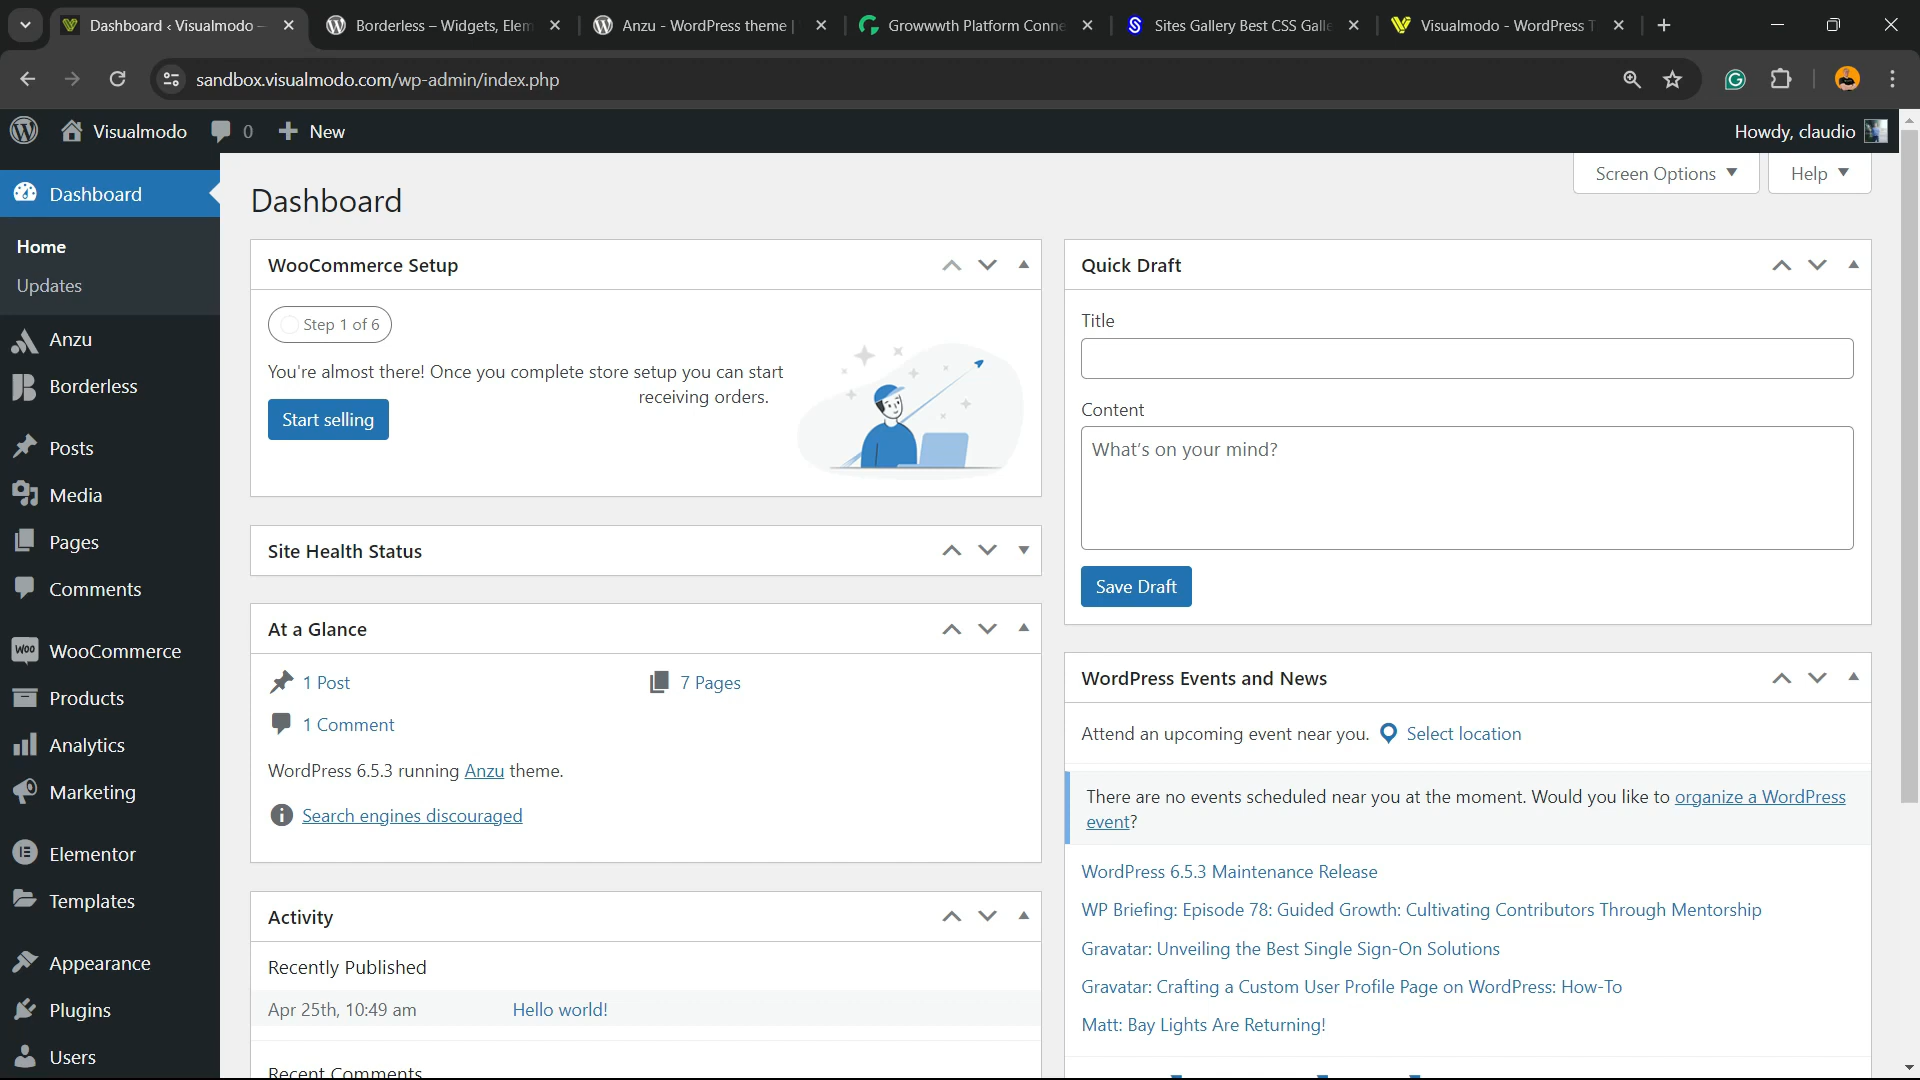 Dashboard ‹ Visualmodo –
Borderless – Widgets, Elem
Anzu - WordPress theme |
Growwwth Platform Conne
Sites Gallery Best CSS Galle
Visualmodo - WordPress T
sandbox.visualmodo.com/wp-admin/index.php
Visualmodo
0
New
Howdy, claudio
Dashboard
Home
Updates
Anzu
Borderless
Posts
Media
Pages
Comments
WooCommerce
Products
Analytics
Marketing
Elementor
Templates
Appearance
Plugins
Users
Screen Options
Help
Dashboard
WooCommerce Setup
Step 1 of 6
You're almost there! Once you complete store setup you can start
receiving orders.
Start selling
Site Health Status
At a Glance
1 Post
7 Pages
1 Comment
WordPress 6.5.3 running Anzu theme.
Search engines discouraged
Activity
Recently Published
Apr 25th, 10:49 am
Hello world!
Recent Comments
Quick Draft
Title
Content
What's on your mind?
Save Draft
WordPress Events and News
Attend an upcoming event near you.
Select location
There are no events scheduled near you at the moment. Would you like to organize a WordPress
event?
WordPress 6.5.3 Maintenance Release
WP Briefing: Episode 78: Guided Growth: Cultivating Contributors Through Mentorship
Gravatar: Unveiling the Best Single Sign-On Solutions
Gravatar: Crafting a Custom User Profile Page on WordPress: How-To
Matt: Bay Lights Are Returning!